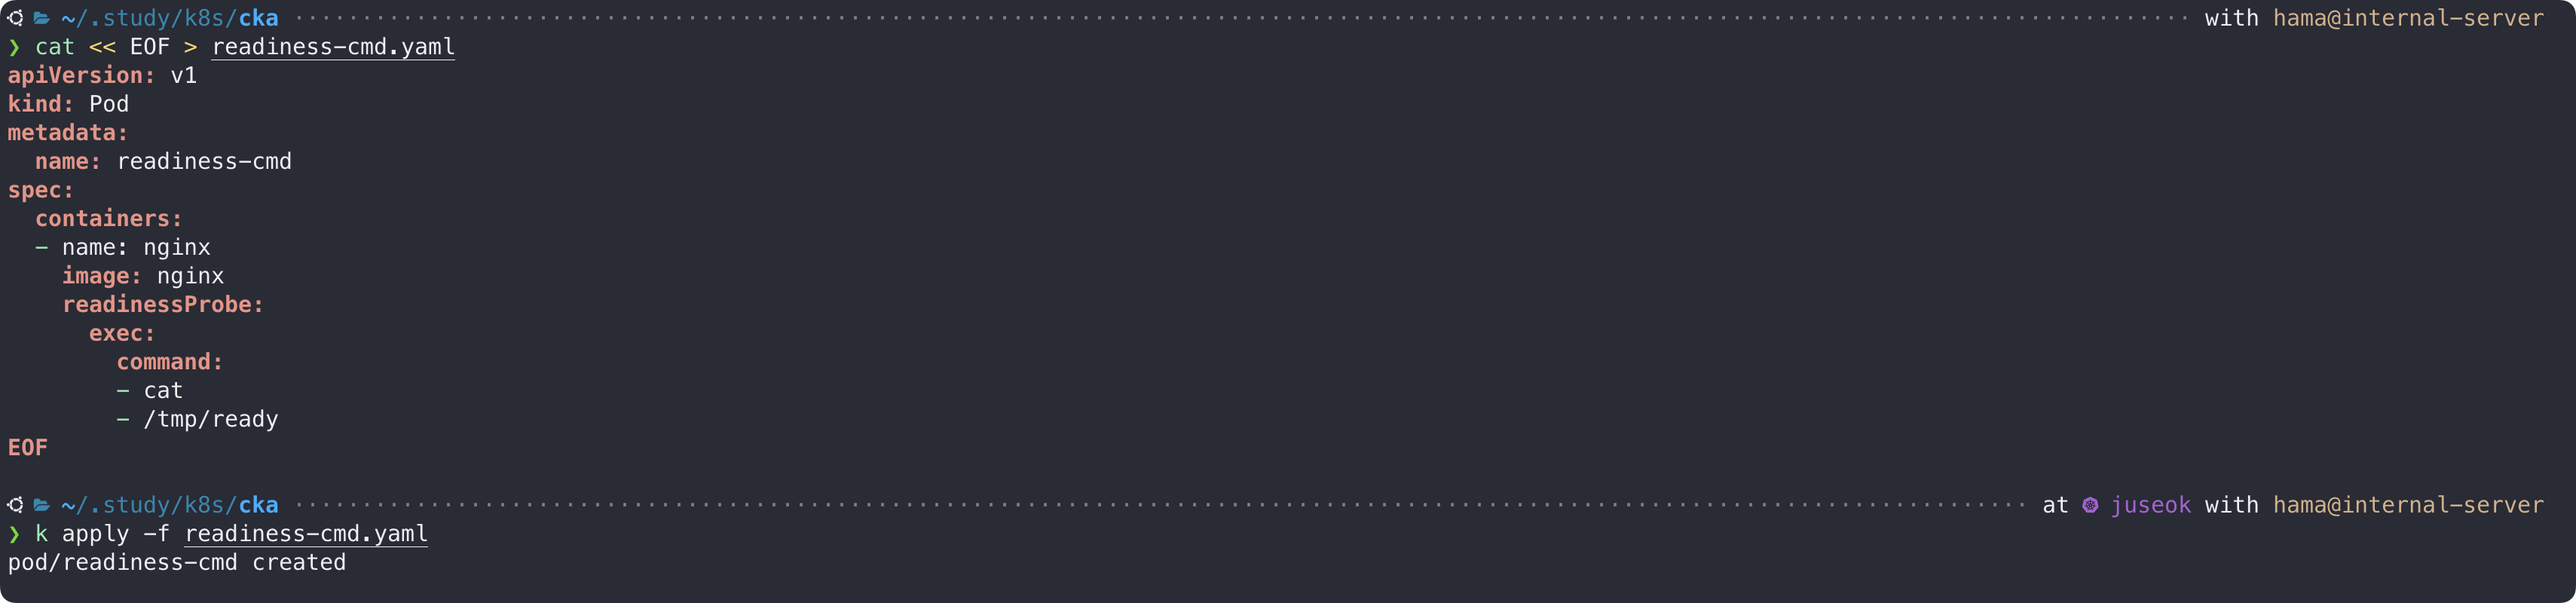 ~/.study/k8s/cka with hama@internal-server
❯ cat << EOF > readiness-cmd.yaml
apiVersion: v1
kind: Pod
metadata:
  name: readiness-cmd
spec:
  containers:
  - name: nginx
    image: nginx
    readinessProbe:
      exec:
        command:
        - cat
        - /tmp/ready
EOF
~/.study/k8s/cka at juseok with hama@internal-server
❯ k apply -f readiness-cmd.yaml
pod/readiness-cmd created